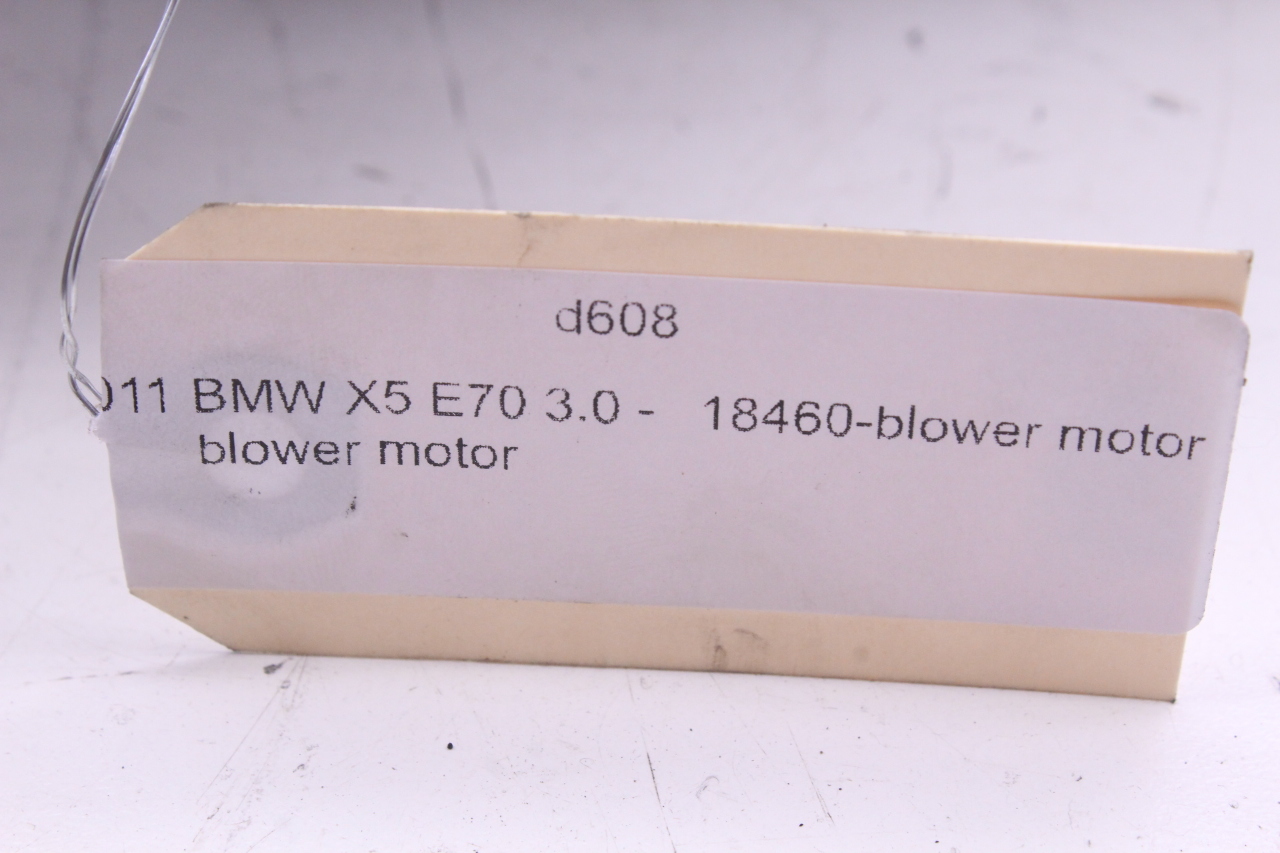 d608
011 BMW X5 E70 3.0 -   18460-blower motor
blower motor